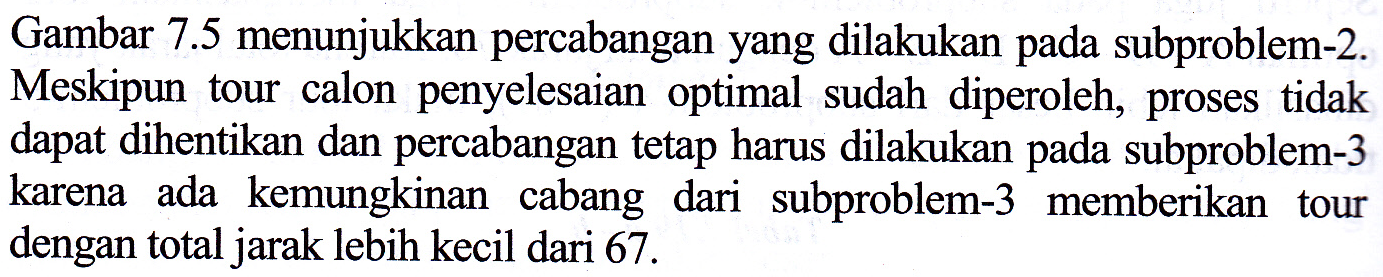 Gambar 7.5 menunjukkan percabangan yang dilakukan pada subproblem-2.
Meskipun tour calon penyelesaian optimal sudah diperoleh, proses tidak
dapat dihentikan dan percabangan tetap harus dilakukan pada subproblem-3
karena ada kemungkinan cabang dari subproblem-3 memberikan tour
dengan total jarak lebih kecil dari 67.